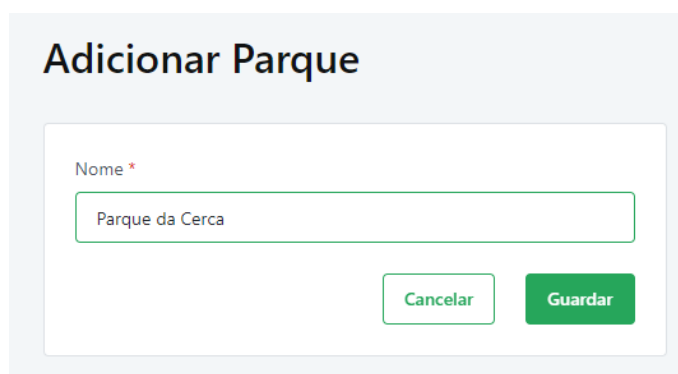 Adicionar Parque
Nome *
Parque da Cerca
Cancelar Guardar